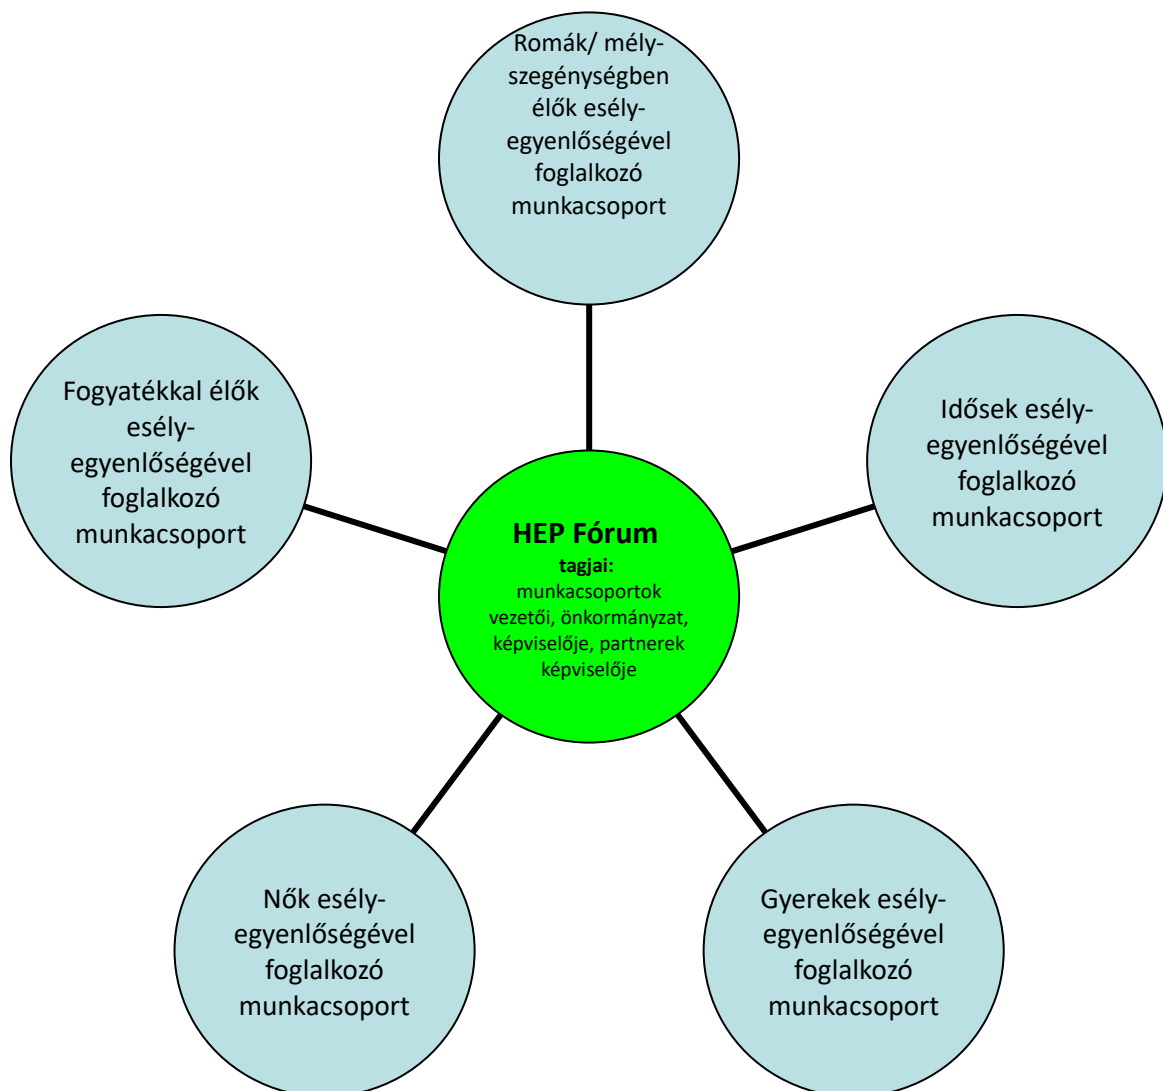 Romák/ mély-
szegénységben
élők esély-
egyenlőségével
foglalkozó
munkacsoport
Fogyatékkal élők
esély-
egyenlőségével
foglalkozó
munkacsoport
Idősek esély-
egyenlőségével
foglalkozó
munkacsoport
HEP Fórum
tagjai:
munkacsoportok
vezetői, önkormányzat,
képviselője, partnerek
képviselője
Nők esély-
egyenlőségével
foglalkozó
munkacsoport
Gyerekek esély-
egyenlőségével
foglalkozó
munkacsoport